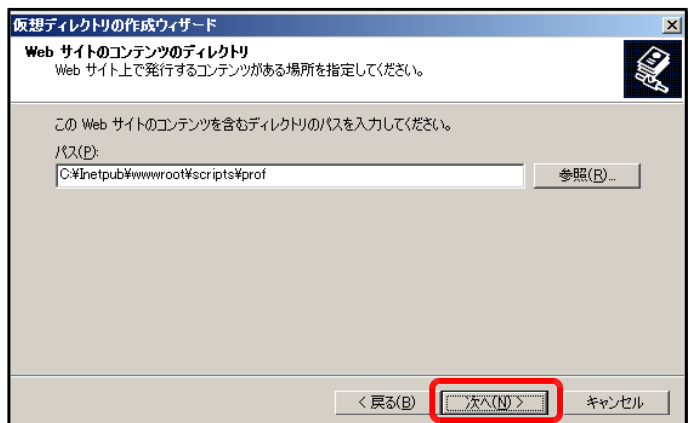 仮想ディレクトリの作成ウィザード
Web サイトのコンテンツのディレクトリ
Web サイト上で発行するコンテンツがある場所を指定してください。
この Web サイトのコンテンツを含むディレクトリのパスを入力してください。
パス(P):
C:¥Inetpub¥wwwroot¥scripts¥prof 参照(R)...
< 戻る(B) 次へ(N) > キャンセル